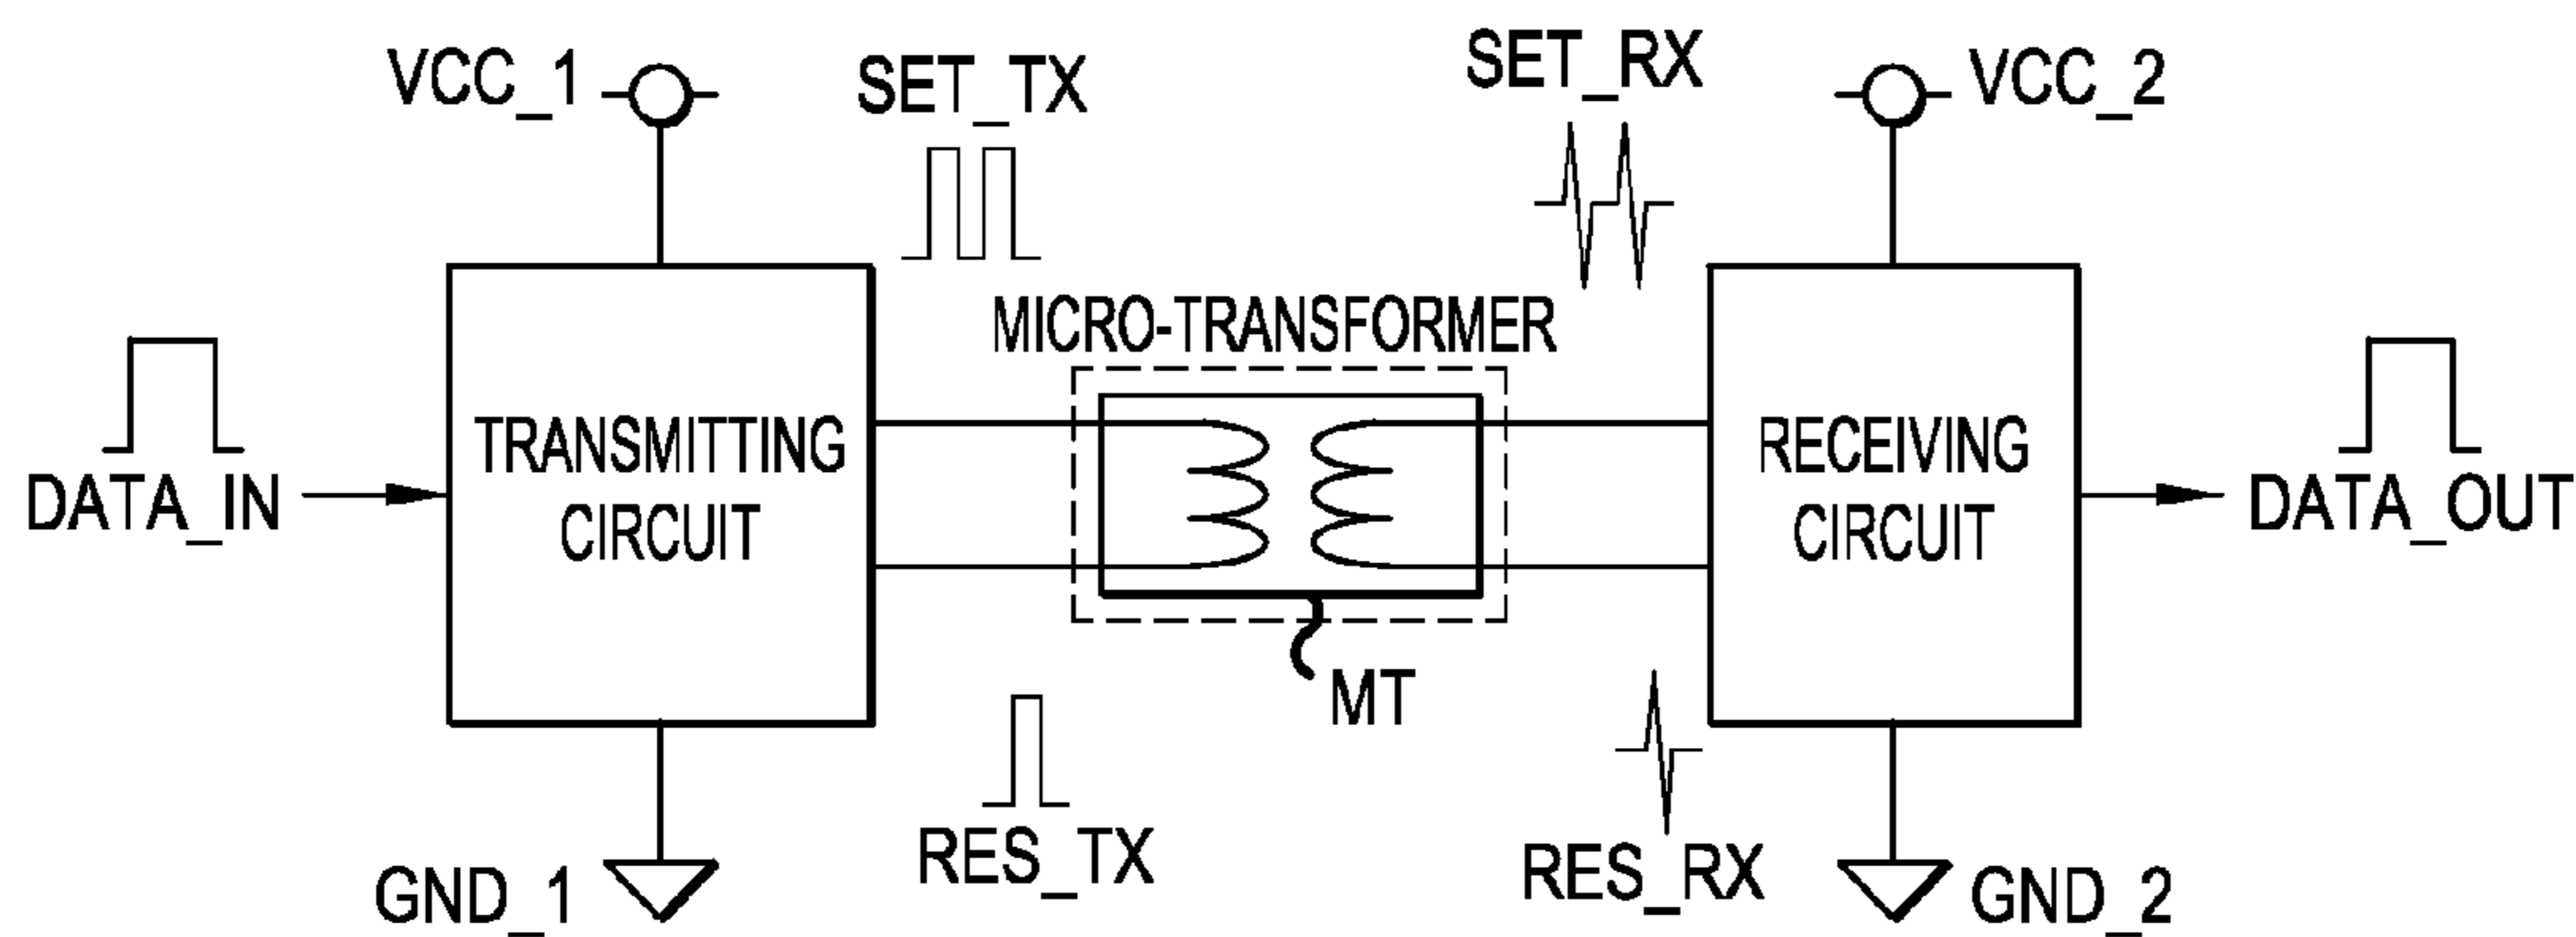 VCC_1
SET_TX
SET_RX
VCC_2
MICRO-TRANSFORMER
DATA_IN
TRANSMITTING
CIRCUIT
RECEIVING
CIRCUIT
DATA_OUT
MT
GND_1
RES_TX
RES_RX
GND_2